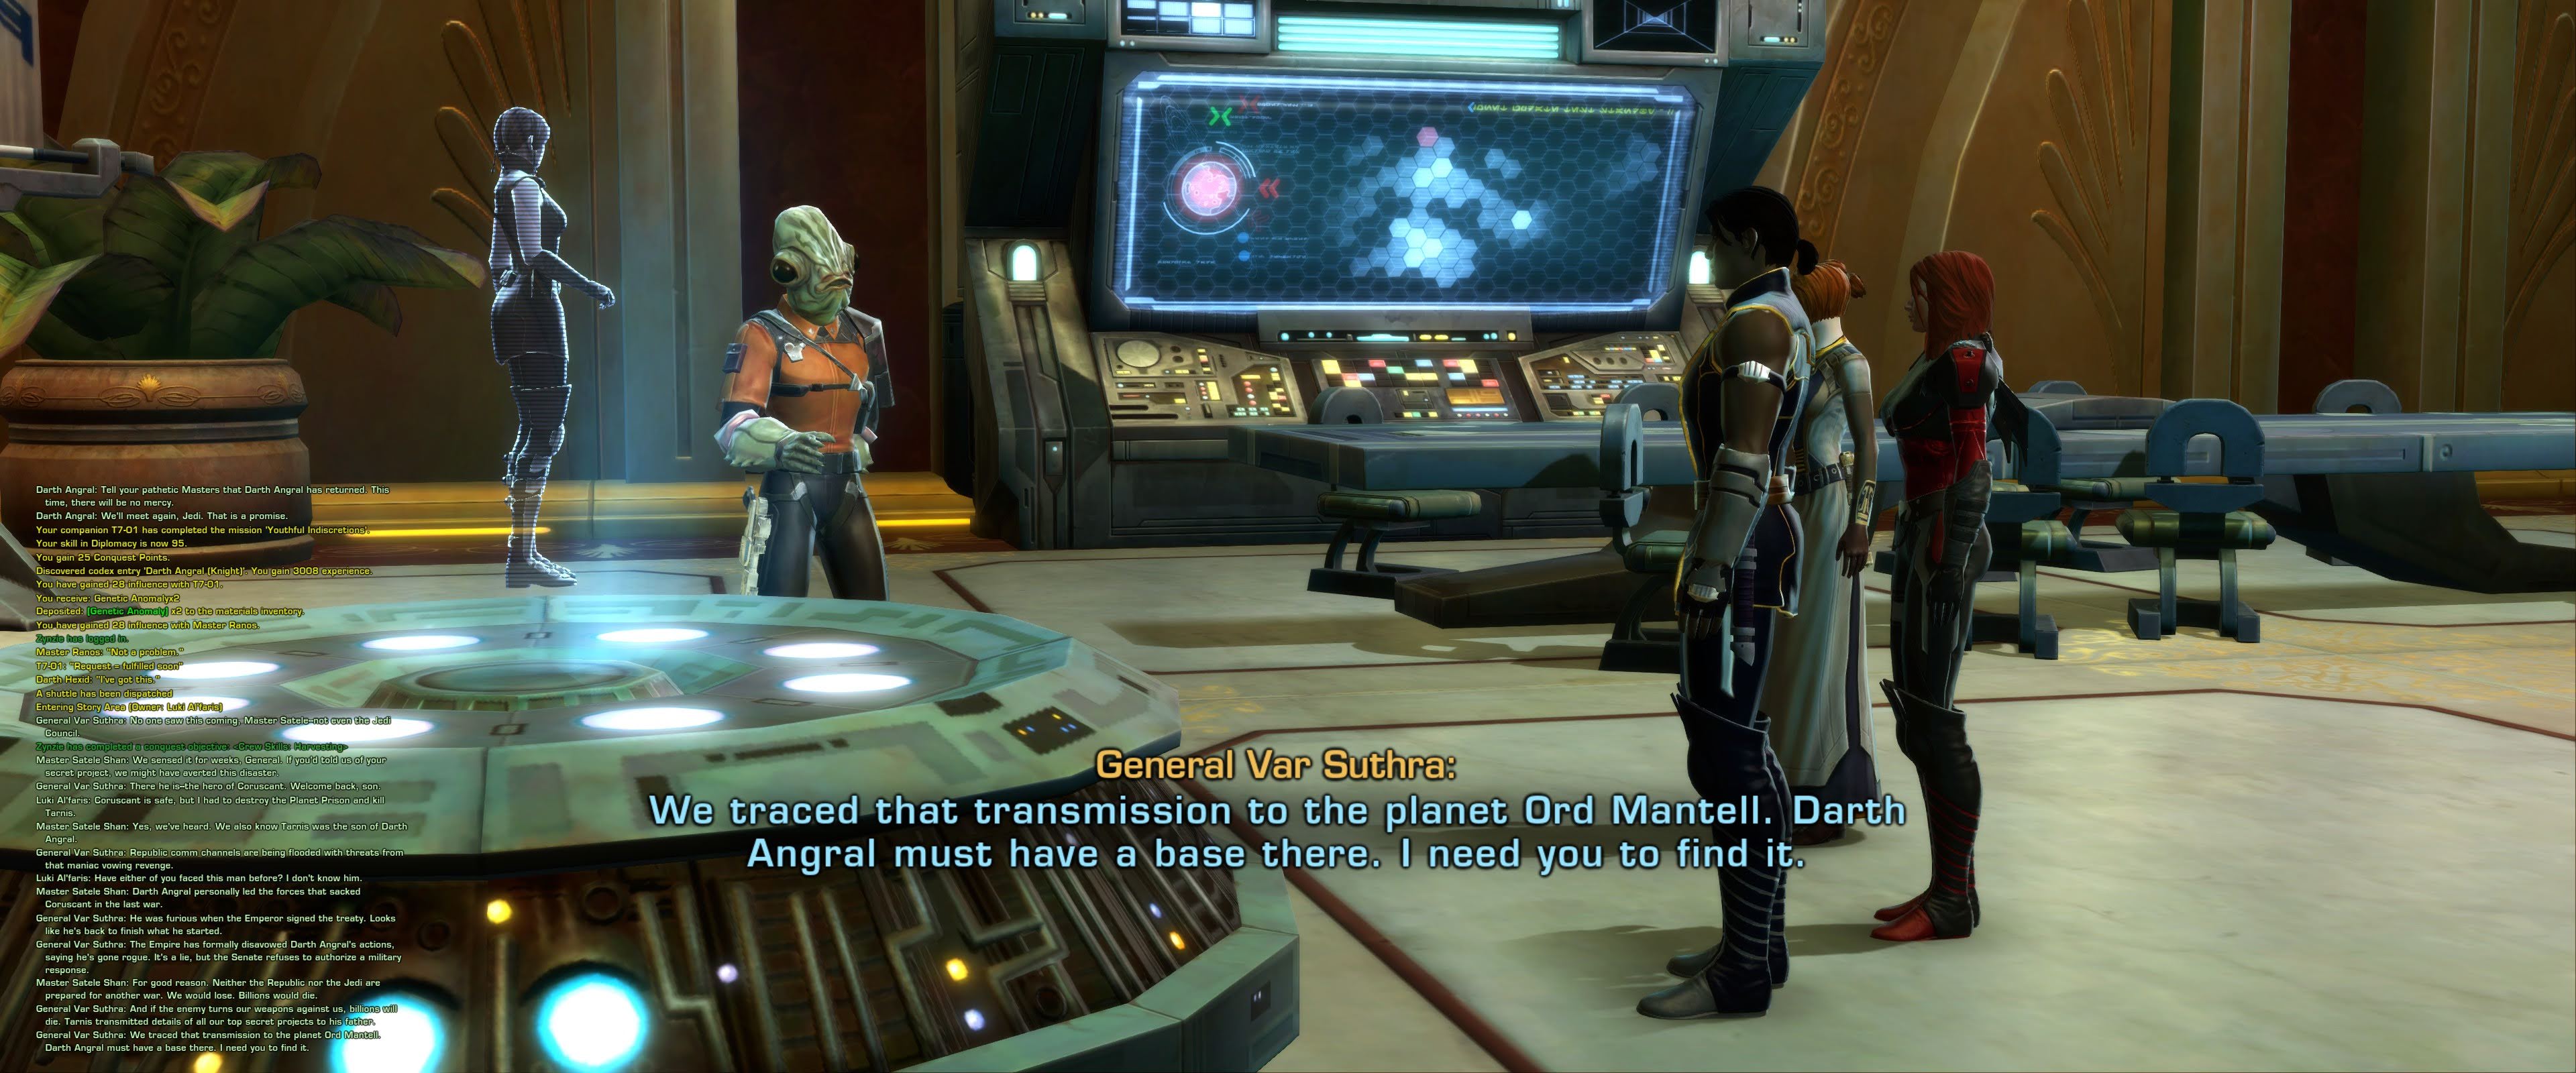 Darth Angral: Tell your pathetic Masters that Darth Angral has returned. This
time, there will be no mercy.
Darth Angral: We'll meet again, Jedi. That is a promise.
Your companion T7-01 has completed the mission 'Youthful Indiscretions'.
Your skill in Diplomacy is now 95.
You gain 25 Conquest Points.
Discovered codex entry 'Darth Angral (Knight)'. You gain 3008 experience.
You have gained 28 influence with T7-01.
You receive: Genetic Anomalyx2
Deposited: [Genetic Anomaly] x2 to the materials inventory.
You have gained 28 influence with Master Ranos.
Zynzie has logged in.
Master Ranos: "Not a problem."
T7-01: "Request = fulfilled soon"
Darth Hexid: "I've got this."
A shuttle has been dispatched
Entering Story Area (Owner: Luki Al'faris)
General Var Suthra: No one saw this coming, Master Satele–not even the Jedi
Council.
Zynzie has completed a conquest objective: <Crew Skills: Harvesting>
Master Satele Shan: We sensed it for weeks, General. If you'd told us of your
secret project, we might have averted this disaster.
General Var Suthra: There he is–the hero of Coruscant. Welcome back, son.
Luki Al'faris: Coruscant is safe, but I had to destroy the Planet Prison and kill
Tarnis.
Master Satele Shan: Yes, we've heard. We also know Tarnis was the son of Darth
Angral.
General Var Suthra: Republic comm channels are being flooded with threats from
that maniac vowing revenge.
Luki Al'faris: Have either of you faced this man before? I don't know him.
Master Satele Shan: Darth Angral personally led the forces that sacked
Coruscant in the last war.
General Var Suthra: He was furious when the Emperor signed the treaty. Looks
like he's back to finish what he started.
General Var Suthra: The Empire has formally disavowed Darth Angral's actions,
saying he's gone rogue. It's a lie, but the Senate refuses to authorize a military
response.
Master Satele Shan: For good reason. Neither the Republic nor the Jedi are
prepared for another war. We would lose. Billions would die.
General Var Suthra: And if the enemy turns our weapons against us, billions will
die. Tarnis transmitted details of all our top secret projects to his father.
General Var Suthra: We traced that transmission to the planet Ord Mantell.
Darth Angral must have a base there. I need you to find it.
General Var Suthra:
We traced that transmission to the planet Ord Mantell. Darth
Angral must have a base there. I need you to find it.